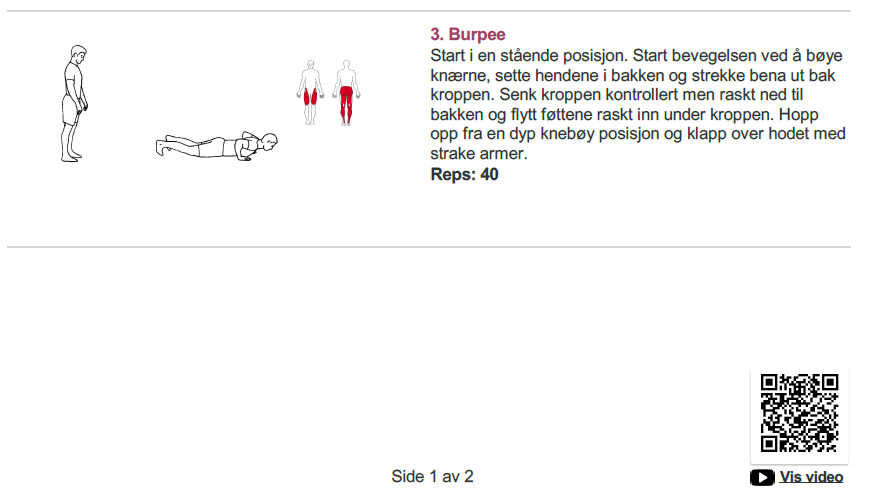 3. Burpee
Start i en stående posisjon. Start bevegelsen ved å bøye
knærne, sette hendene i bakken og strekke bena ut bak
kroppen. Senk kroppen kontrollert men raskt ned til
bakken og flytt føttene raskt inn under kroppen. Hopp
opp fra en dyp knebøy posisjon og klapp over hodet med
strake armer.
Reps: 40
Side 1 av 2
Vis video